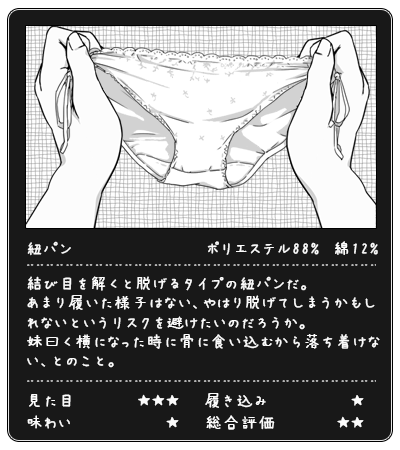 紐パン ポリエステル88% 綿12%
結び目を解くと脱げるタイプの紐パンだ。
あまり履いた様子はない、やはり脱げてしまうかもし
れないというリスクを避けたいのだろうか。
妹曰く横になった時に骨に食い込むから落ち着けな
い、とのこと。
見た目 ★★★ 履き込み ★
味わい ★ 総合評価 ★★